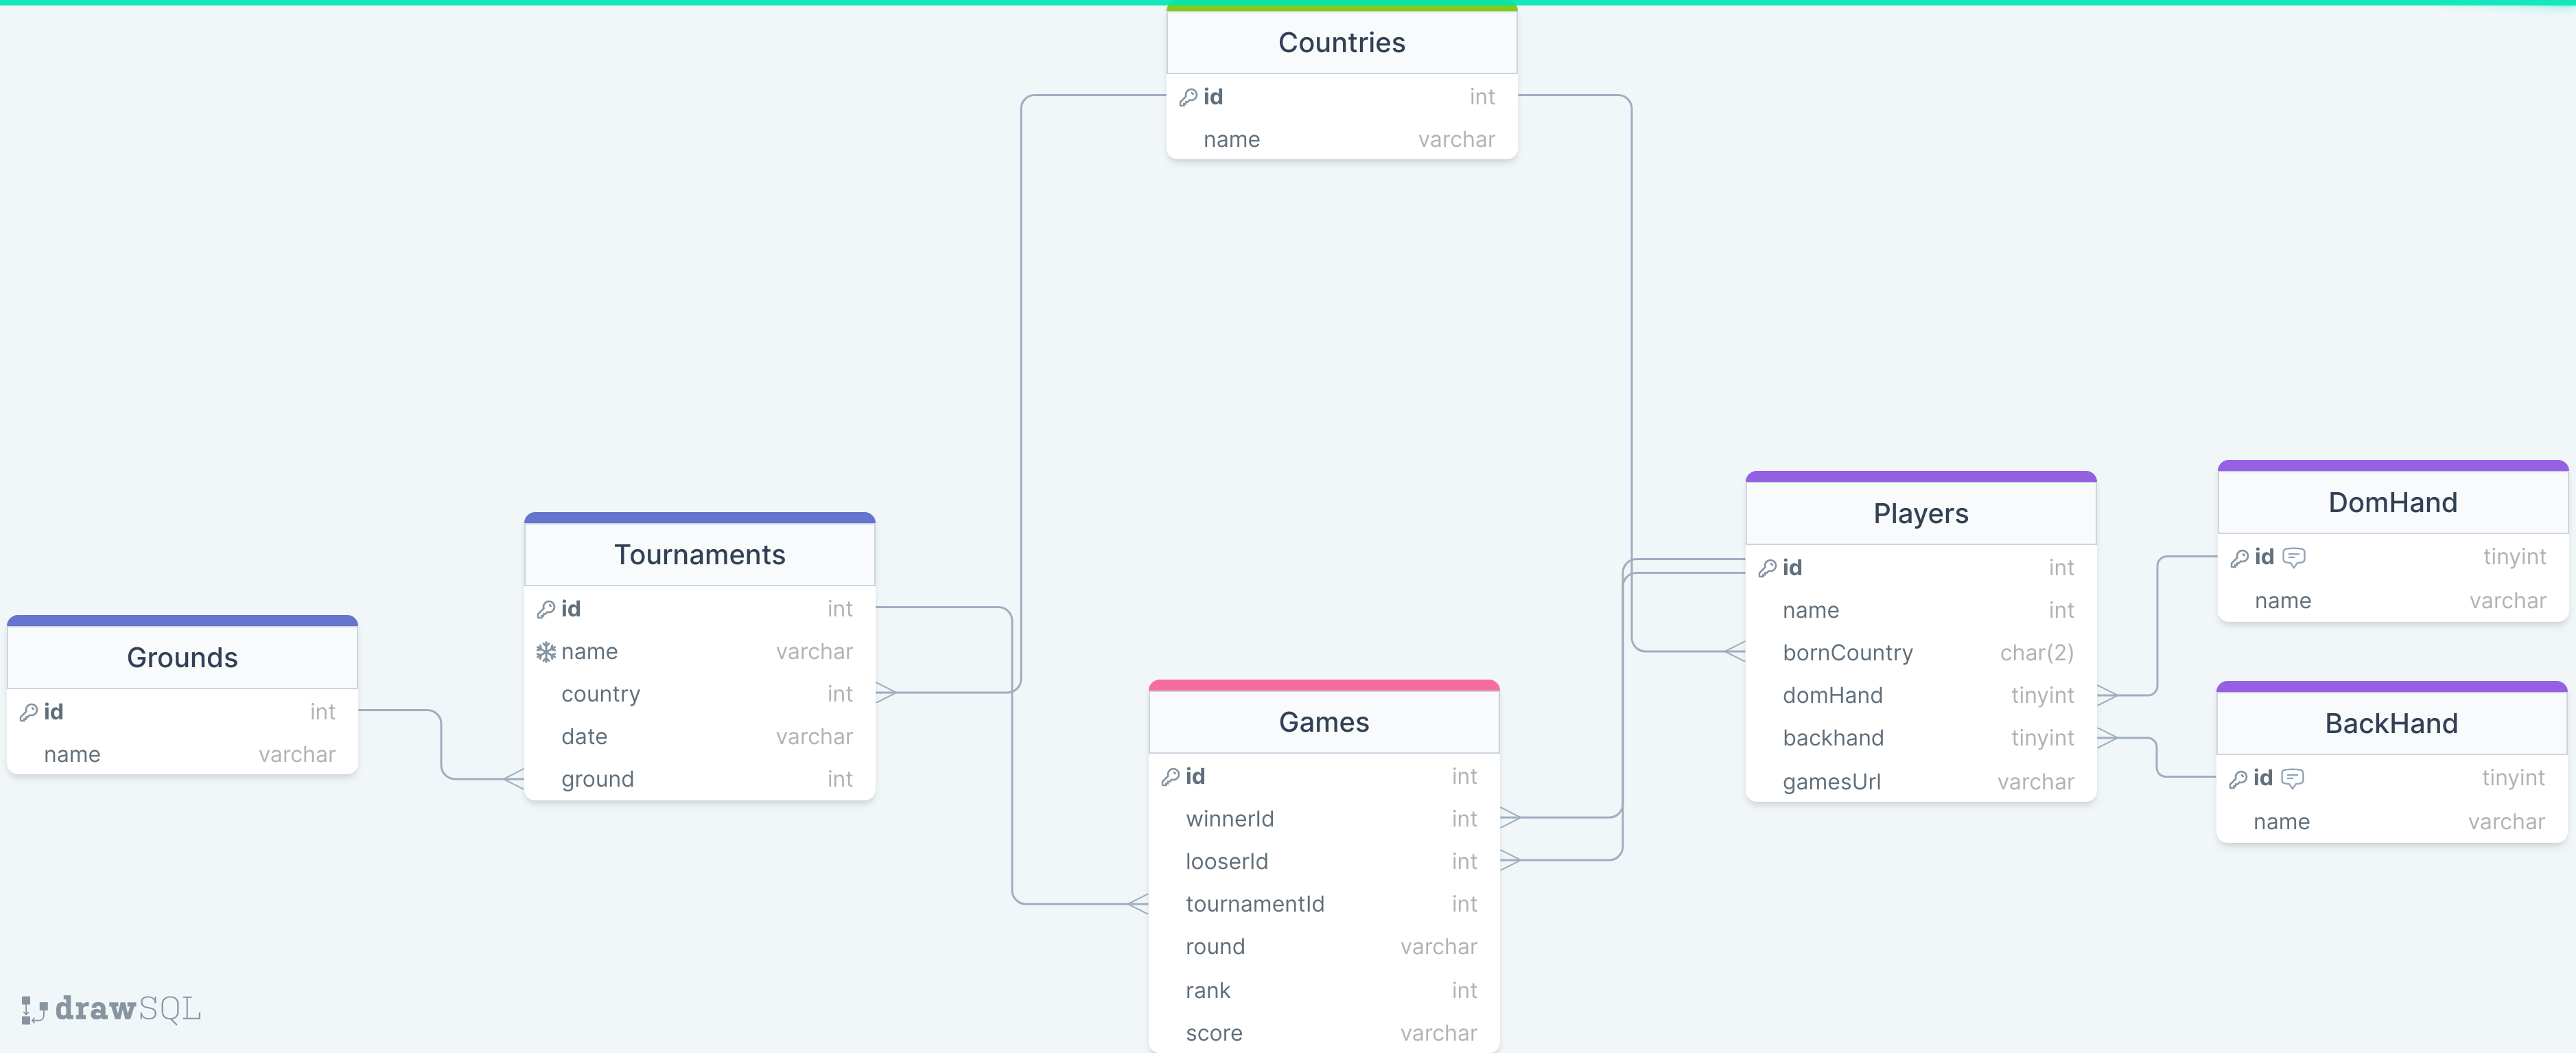 Countries
id int
name varchar
Tournaments
id int
name varchar
country int
date varchar
ground int
Grounds
id int
name varchar
Games
id int
winnerId int
looserId int
tournamentId int
round varchar
rank int
score varchar
Players
id int
name int
bornCountry char(2)
domHand tinyint
backhand tinyint
gamesUrl varchar
DomHand
id tinyint
name varchar
BackHand
id tinyint
name varchar
drawSQL